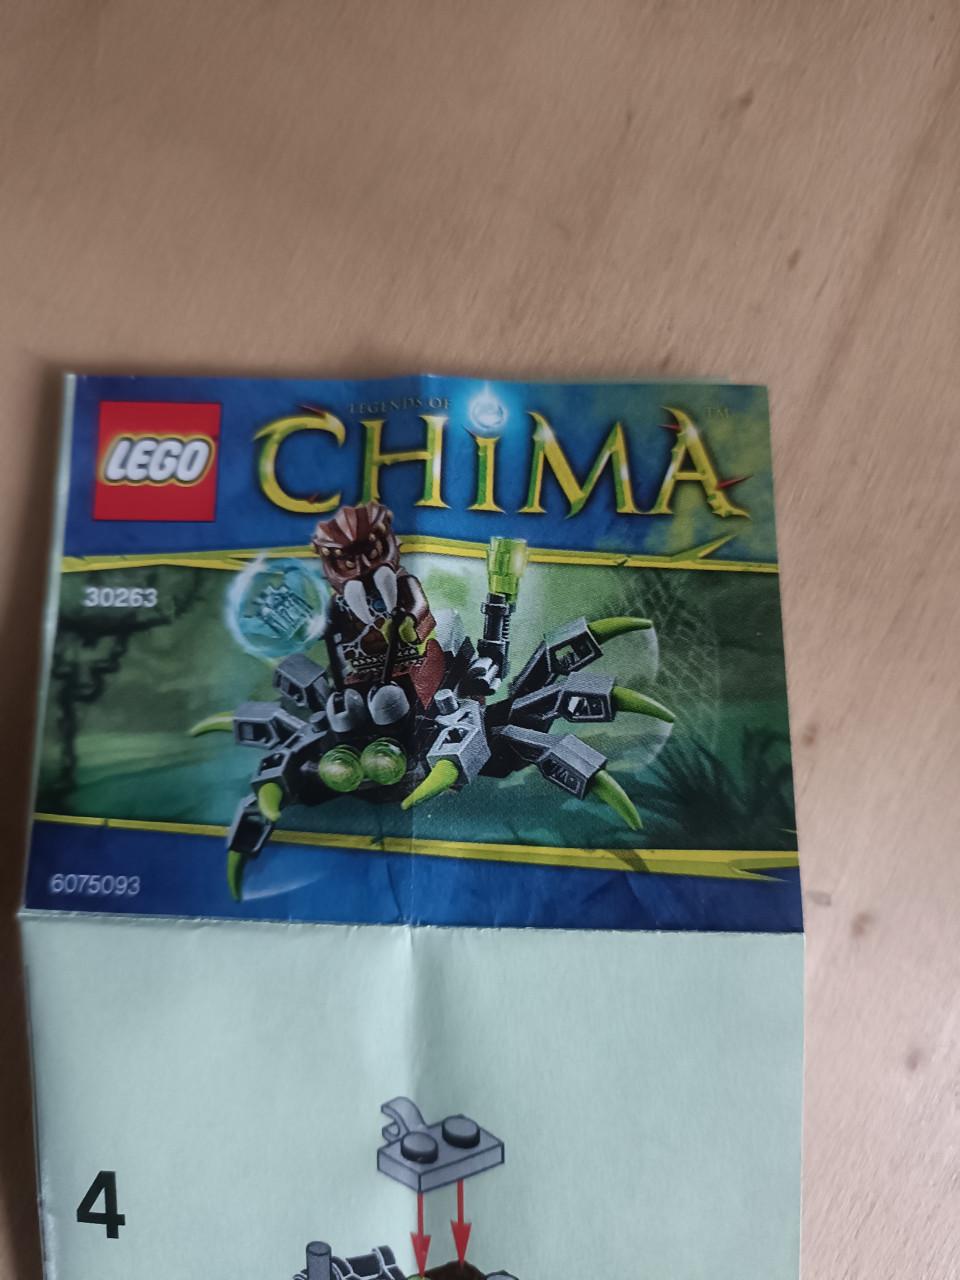 LEGENDS OF
CHIMA TM
LEGO
30263
6075093
4